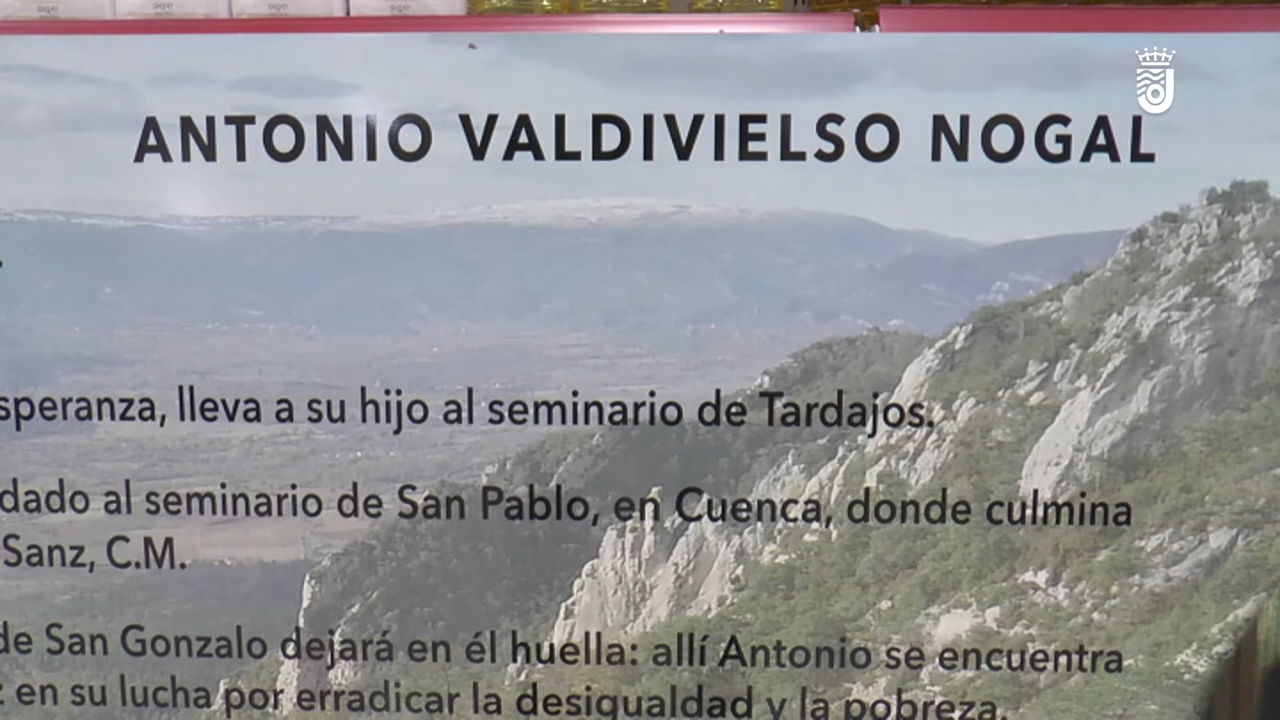 ANTONIO VALDIVIELSO NOGAL
speranza, lleva a su hijo al seminario de Tardajos.
dado al seminario de San Pablo, en Cuenca, donde culmina
Sanz, C.M.
de San Gonzalo dejará en él huella: allí Antonio se encuentra
en su lucha por erradicar la desigualdad y la pobreza.